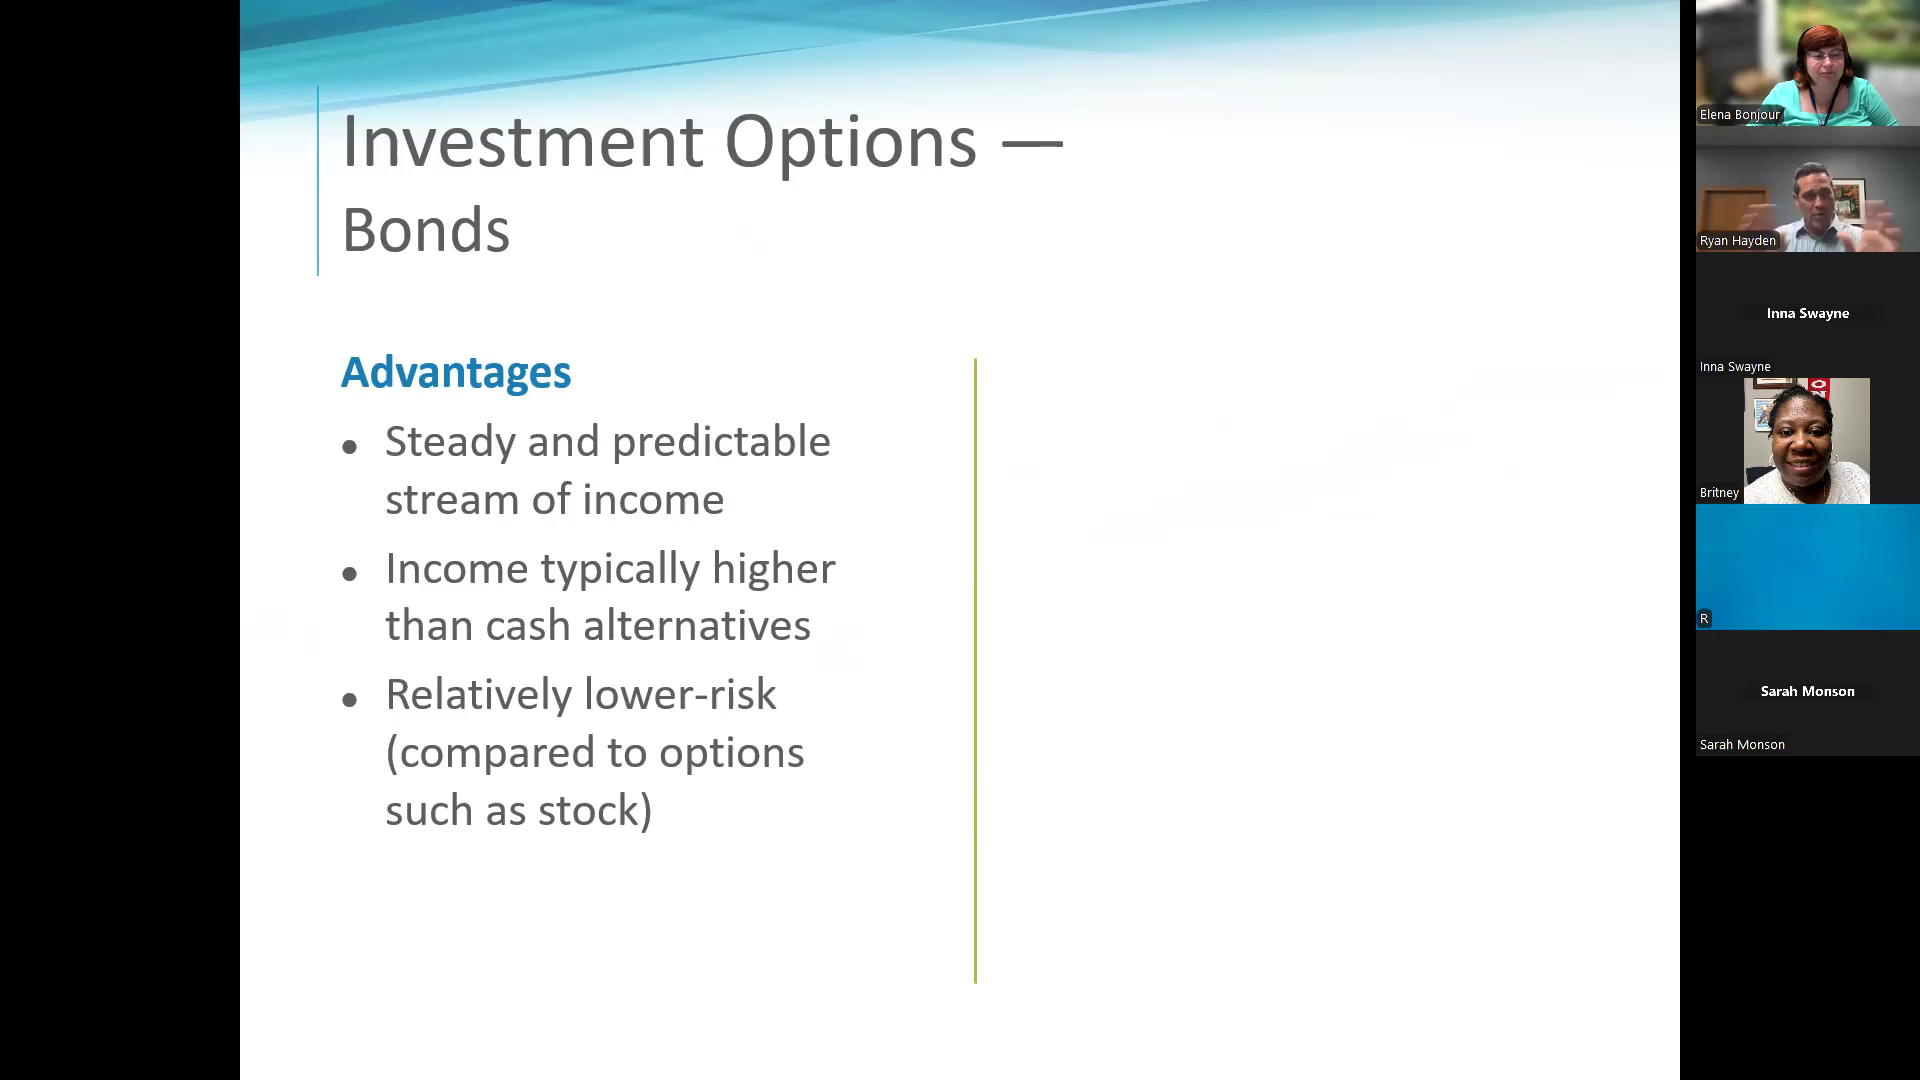 Investment Options —
Bonds
Advantages
• Steady and predictable
stream of income
• Income typically higher
than cash alternatives
• Relatively lower-risk
(compared to options
such as stock)
Elena Bonjour
Ryan Hayden
Inna Swayne
Inna Swayne
Britney
R
Sarah Monson
Sarah Monson